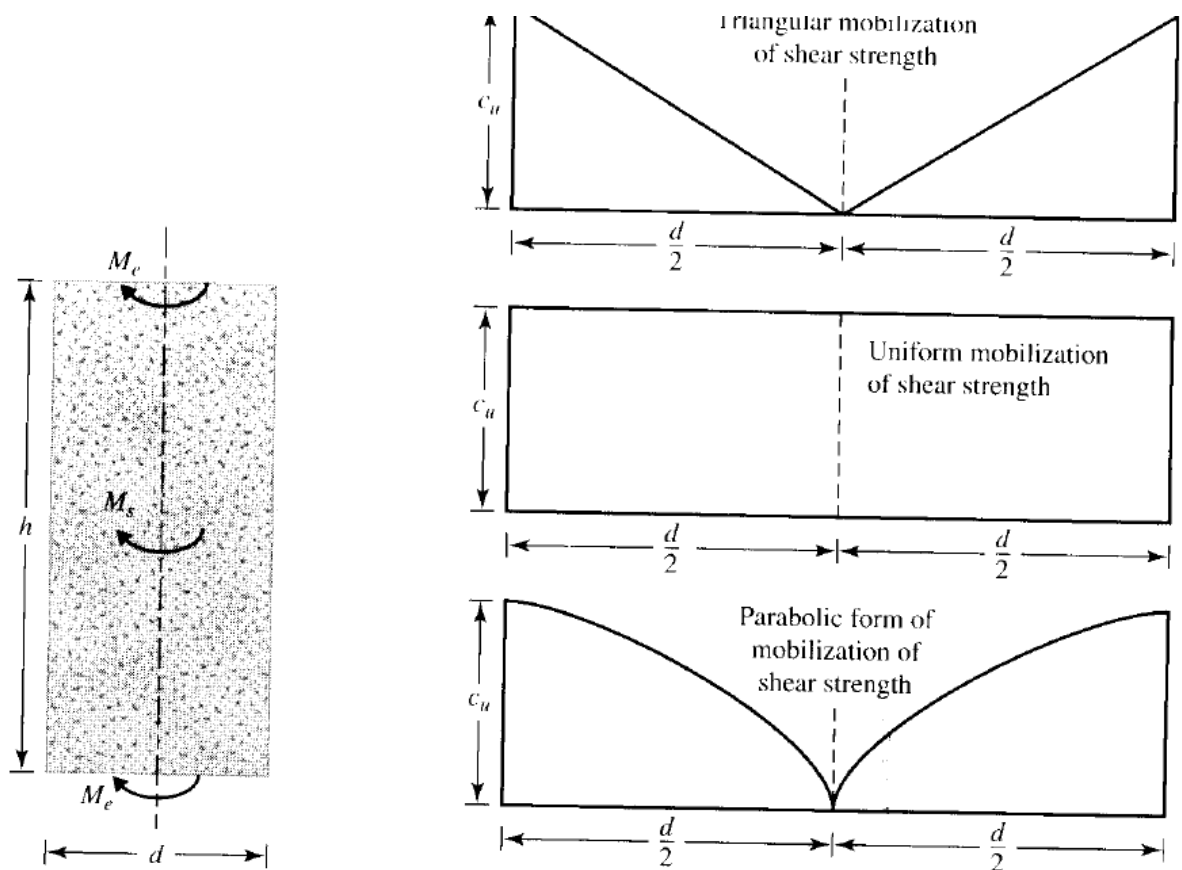 Triangular mobilization
of shear strength
c_u
d/2
d/2
M_e
h
M_s
M_e
d
Uniform mobilization
of shear strength
c_u
d/2
d/2
Parabolic form of
mobilization of
shear strength
c_u
d/2
d/2